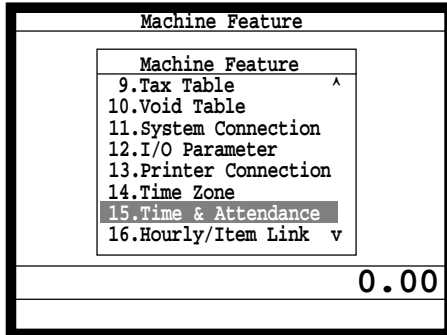 Machine Feature
Machine Feature
9.Tax Table ^
10.Void Table
11.System Connection
12.I/O Parameter
13.Printer Connection
14.Time Zone
15.Time & Attendance
16.Hourly/Item Link v
0.00